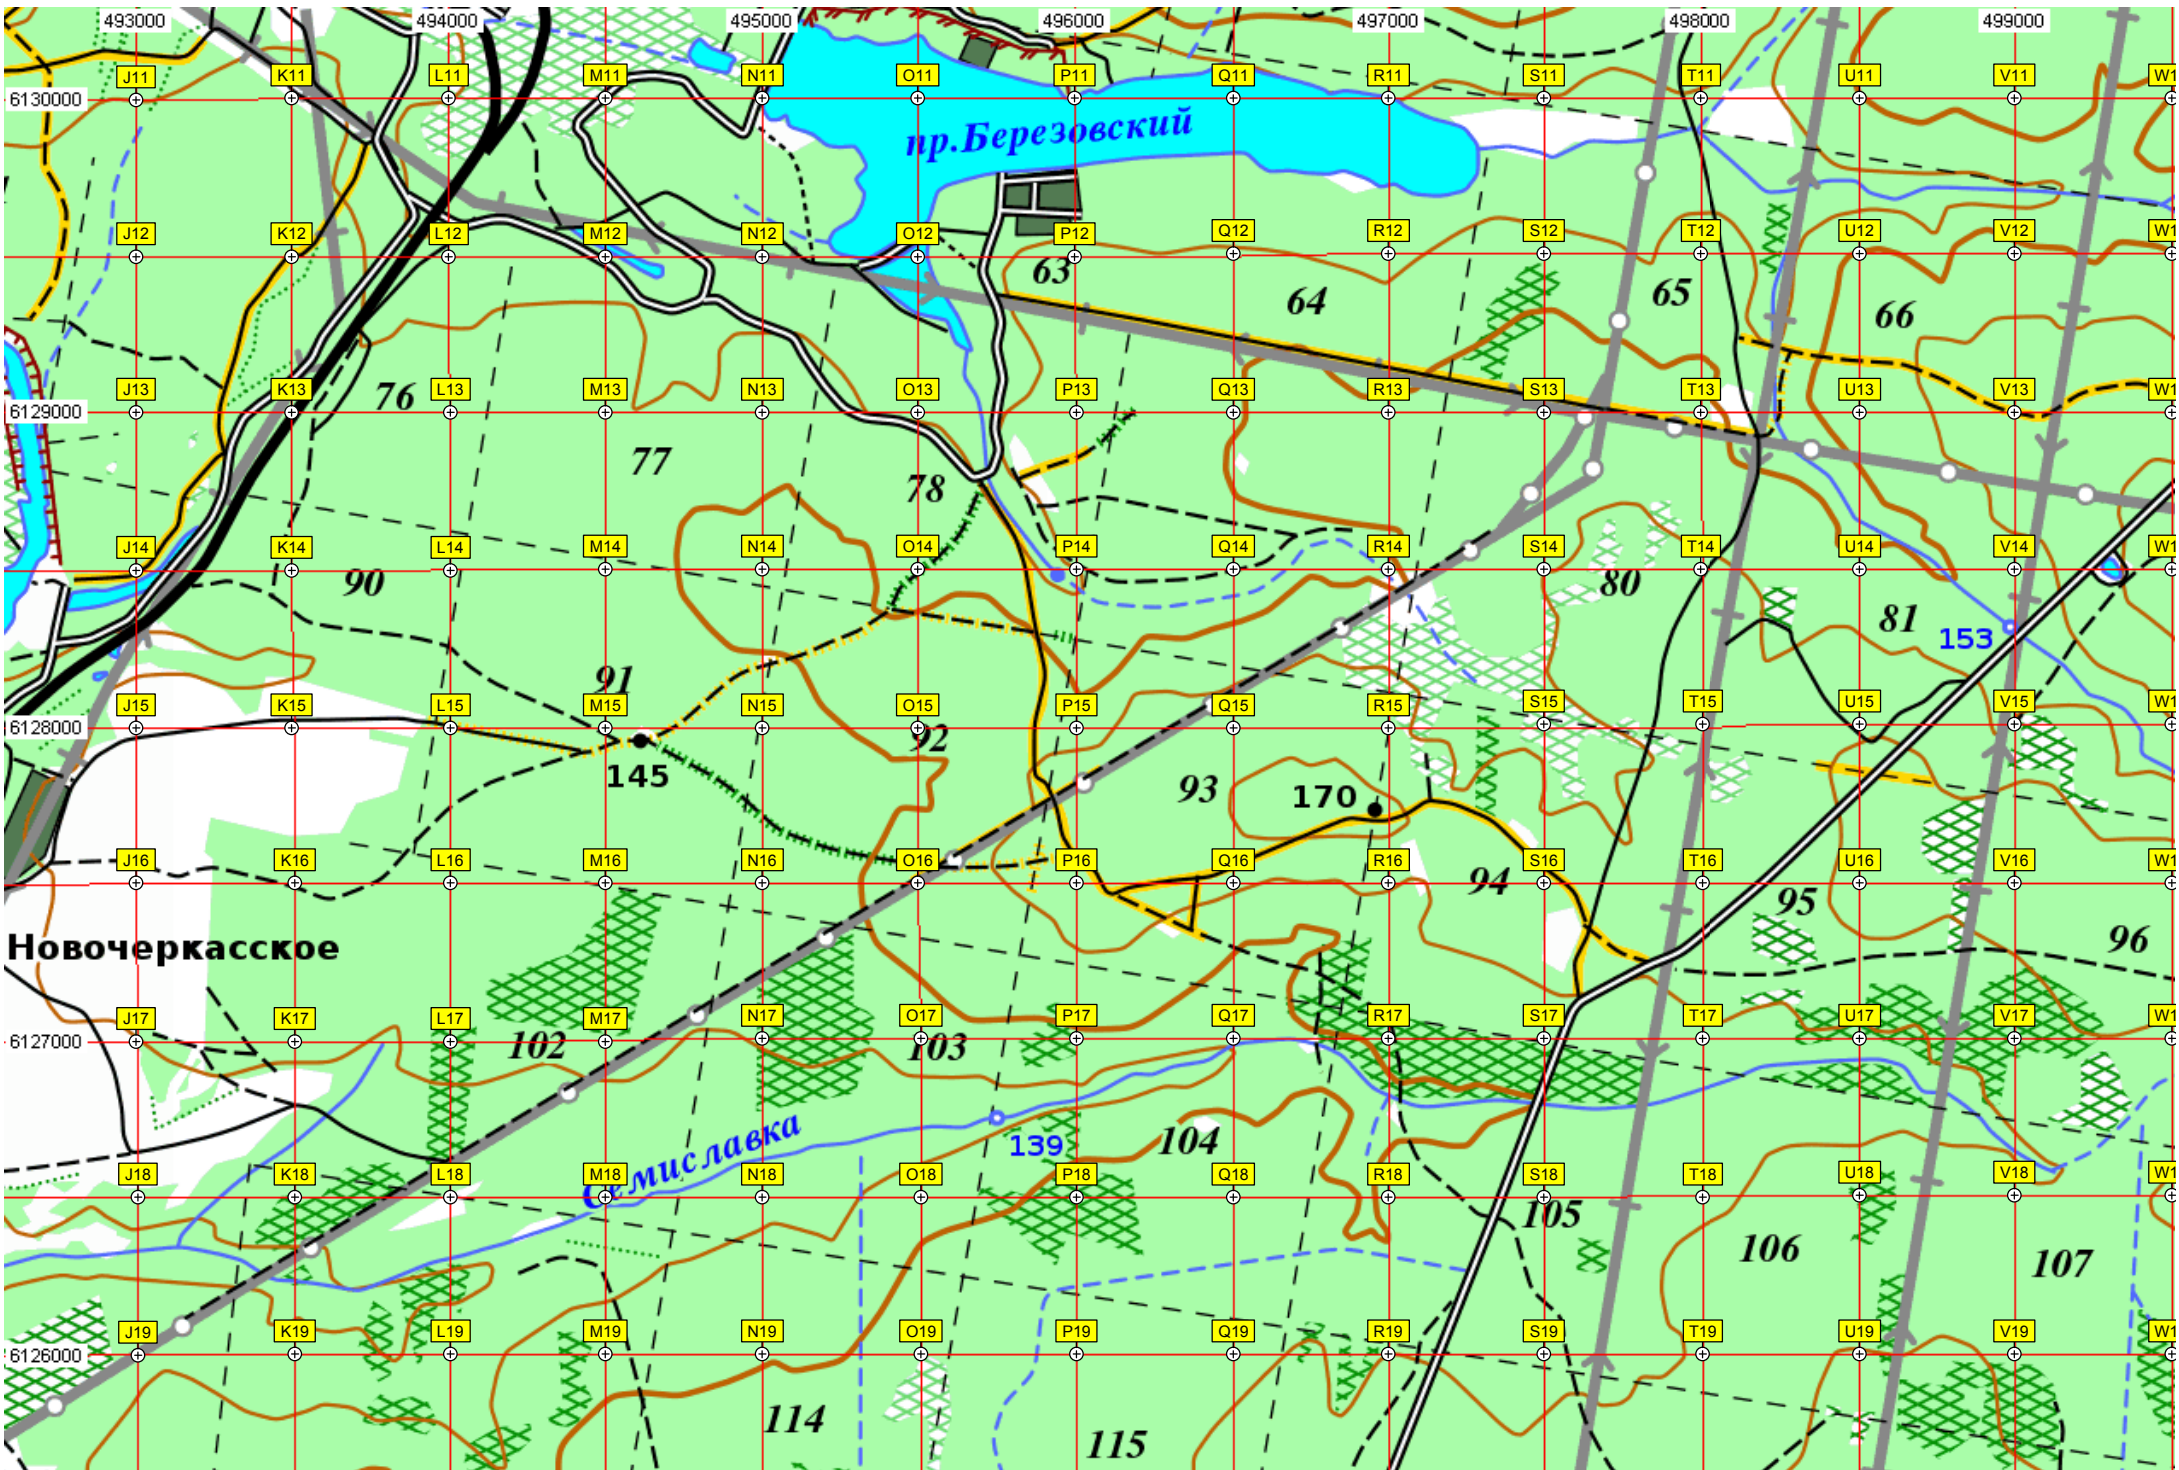 493000 494000 495000 496000 497000 498000 499000
J11 K11 L11 M11 N11 O11 P11 Q11 R11 S11 T11 U11 V11
6130000
пр.Березовский
J12 K12 L12 M12 N12 O12 P12 Q12 R12 S12 T12 U12 V12
63 64 65 66
J13 K13 L13 M13 N13 O13 P13 Q13 R13 S13 T13 U13 V13
76
6129000
77 78
J14 K14 L14 M14 N14 O14 P14 Q14 R14 S14 T14 U14 V14
90 80 81
153
91
J15 K15 L15 M15 N15 O15 P15 Q15 R15 S15 T15 U15 V15
6128000
92
145 93 170
J16 K16 L16 M16 N16 O16 P16 Q16 R16 S16 T16 U16 V16
94 95 96
Новочеркасское
J17 K17 L17 M17 N17 O17 P17 Q17 R17 S17 T17 U17 V17
6127000
102 103
Семиславка
139 104
J18 K18 L18 M18 N18 O18 P18 Q18 R18 S18 T18 U18 V18
105 106 107
J19 K19 L19 M19 N19 O19 P19 Q19 R19 S19 T19 U19 V19
6126000
114 115